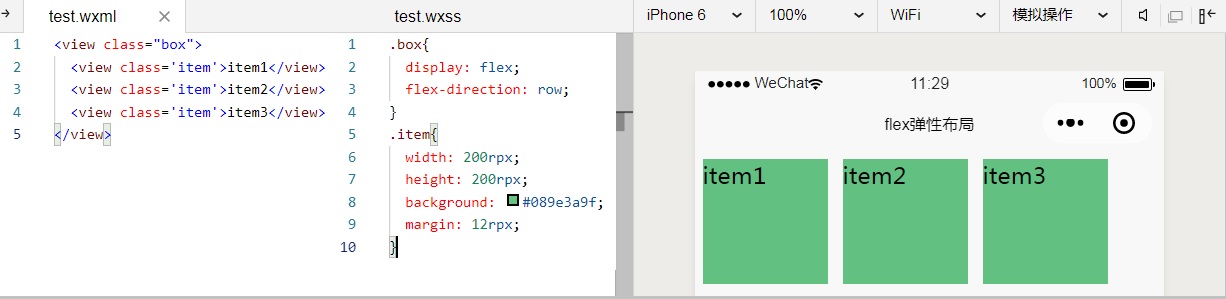 test.wxml
test.wxss
iPhone 6
100%
WiFi
模拟操作
1 <view class="box">
2 <view class='item'>item1</view>
3 <view class='item'>item2</view>
4 <view class='item'>item3</view>
5 </view>
1 .box{
2 display: flex;
3 flex-direction: row;
4 }
5 .item{
6 width: 200rpx;
7 height: 200rpx;
8 background: #089e3a9f;
9 margin: 12rpx;
10 }
WeChat 11:29 100%
flex弹性布局
item1 item2 item3